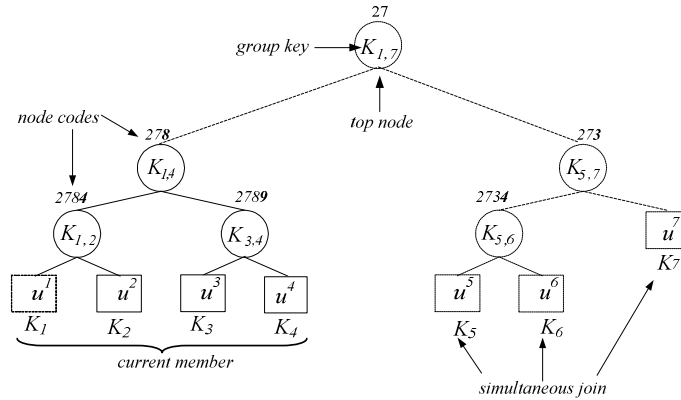 27
group key
K1,7
node codes
top node
278
273
K1,4
K5,7
2784
2789
2734
K1,2
K3,4
K5,6
u7
K7
u1
u2
u3
u4
u5
u6
K1
K2
K3
K4
K5
K6
current member
simultaneous join